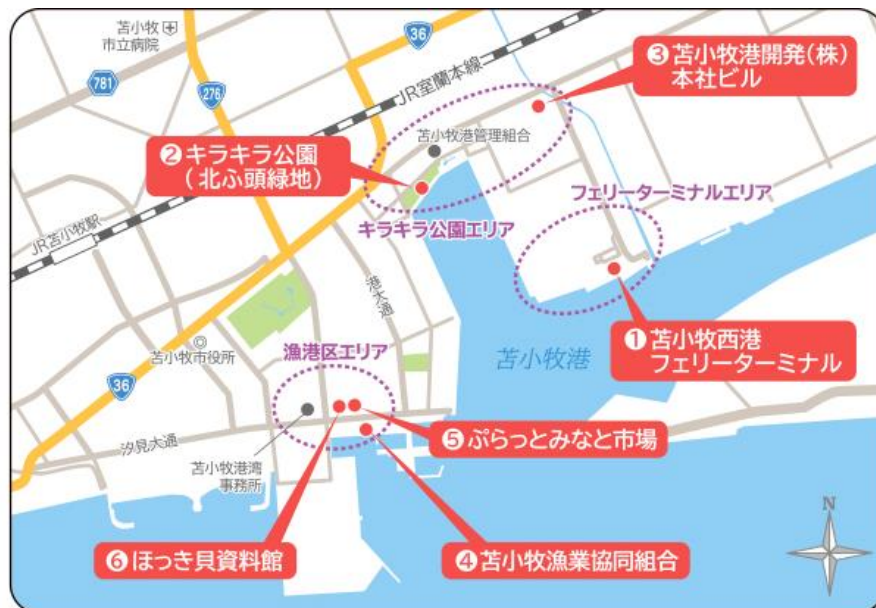 苫小牧
市立病院
781
276
36
JR室蘭本線
❸苫小牧港開発(株)
本社ビル
苫小牧港管理組合
❷キラキラ公園
(北ふ頭緑地)
フェリーターミナルエリア
キラキラ公園エリア
JR苫小牧駅
港大通
❶苫小牧西港
フェリーターミナル
苫小牧港
漁港区エリア
苫小牧市役所
36
汐見大通
❺ぷらっとみなと市場
苫小牧港湾
事務所
❻ほっき貝資料館
❹苫小牧漁業協同組合
N